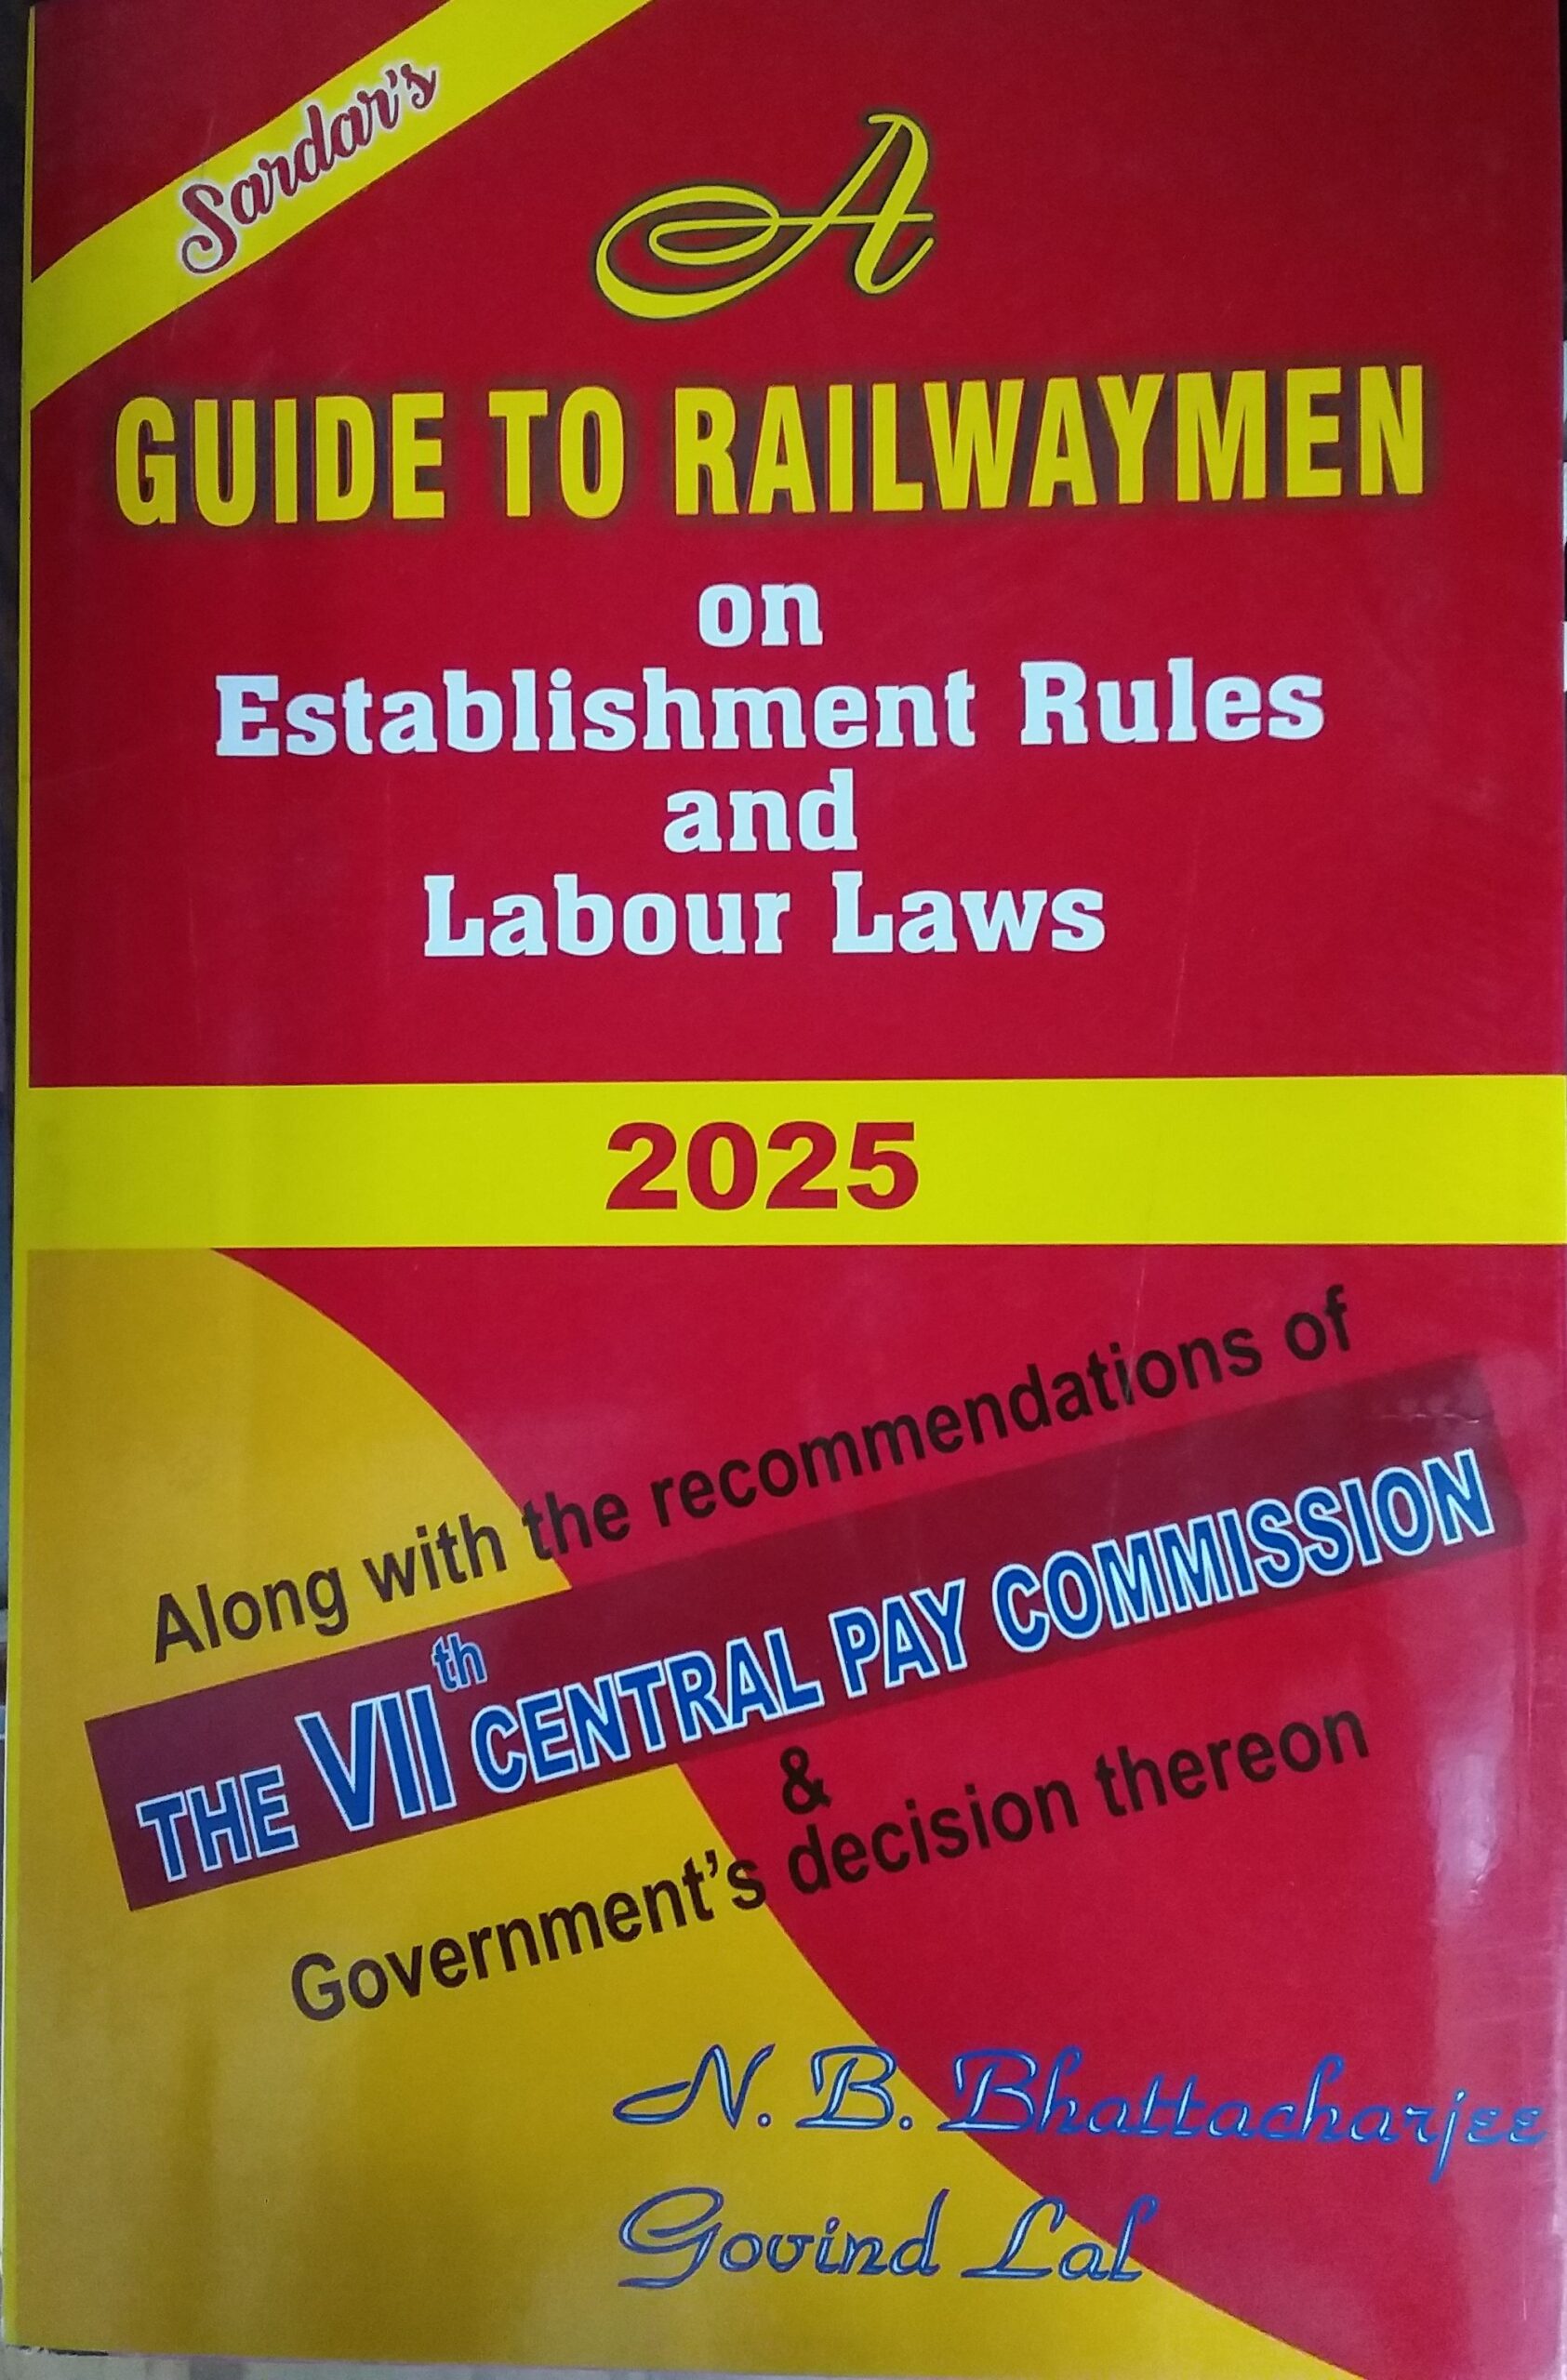 Sardar's
A
GUIDE TO RAILWAYMEN
on
Establishment Rules
and
Labour Laws
2025
Along with the recommendations of
THE VIIth CENTRAL PAY COMMISSION
&
Government's decision thereon
N. B. Bhattacharjee
Govind Lal